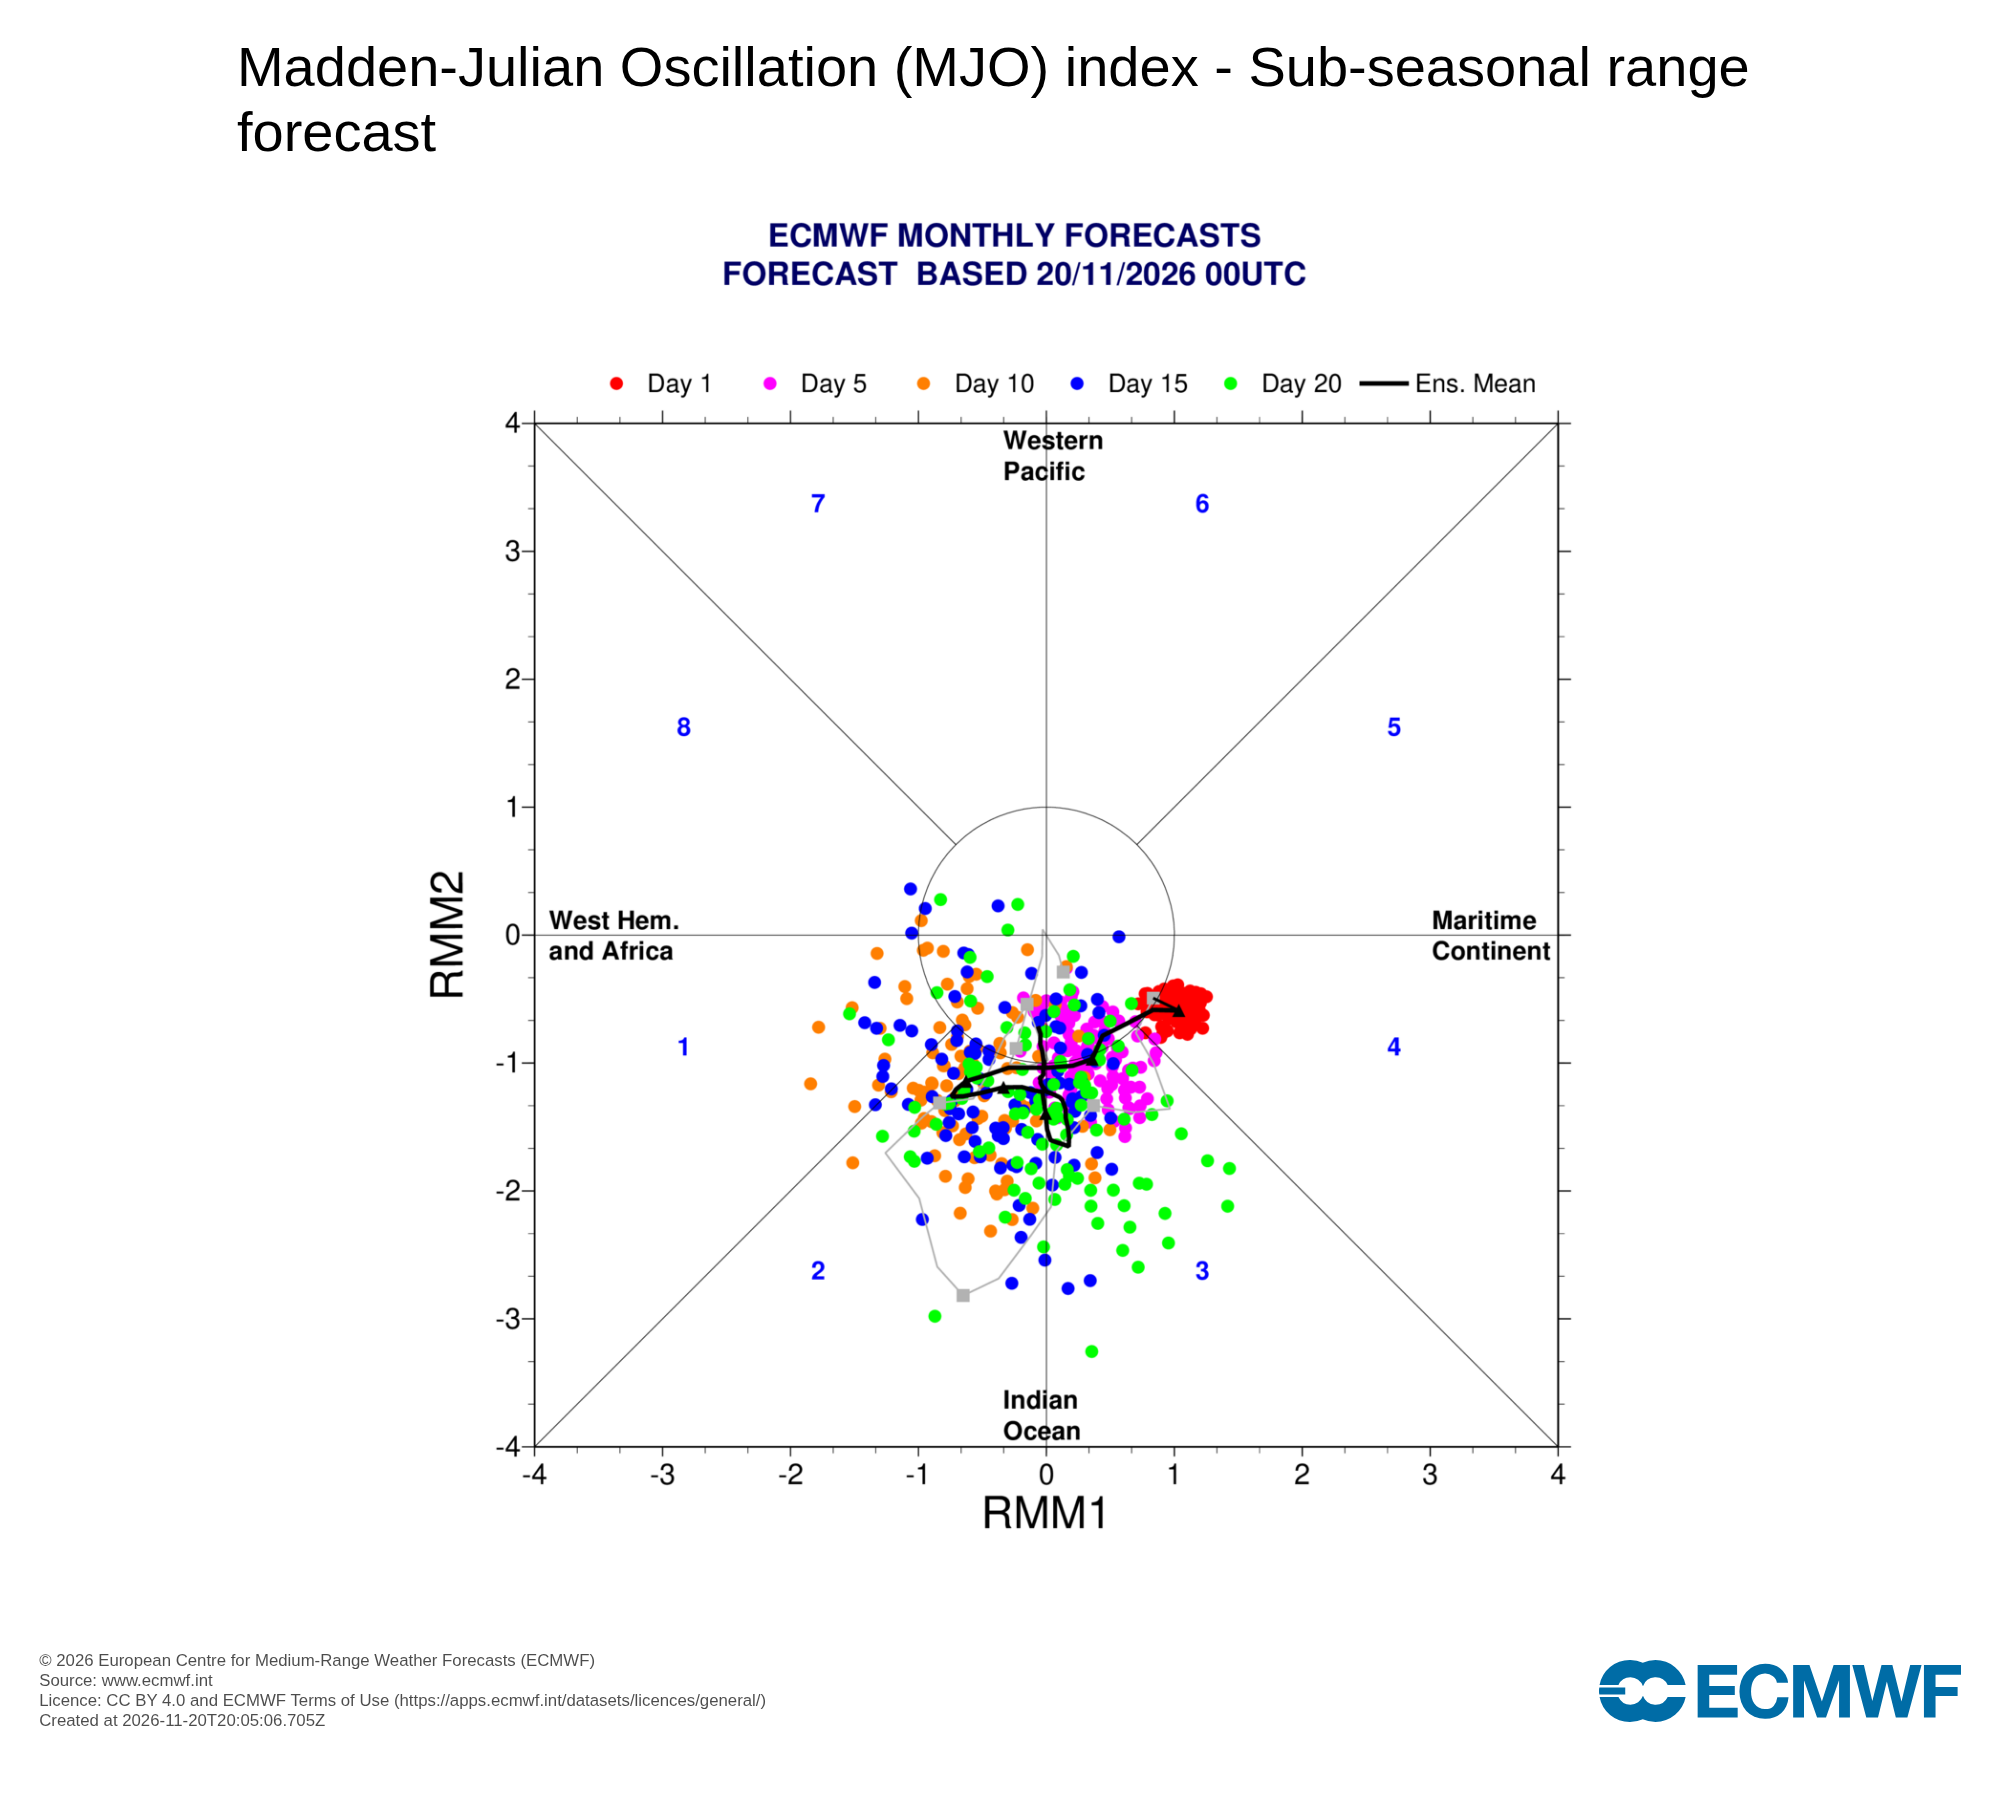 Madden-Julian Oscillation (MJO) index - Sub-seasonal range
forecast
ECMWF MONTHLY FORECASTS
FORECAST  BASED 20/11/2026 00UTC
Day 1 Day 5 Day 10 Day 15 Day 20 Ens. Mean
4
Western
Pacific
7 6
3
2
8 5
1
RMM2
West Hem.
and Africa
0
Maritime
Continent
1 4
-1
-2
2 3
-3
Indian
Ocean
-4
-4 -3 -2 -1 0 1 2 3 4
RMM1
© 2026 European Centre for Medium-Range Weather Forecasts (ECMWF)
Source: www.ecmwf.int
Licence: CC BY 4.0 and ECMWF Terms of Use (https://apps.ecmwf.int/datasets/licences/general/)
Created at 2026-11-20T20:05:06.705Z
ECMWF